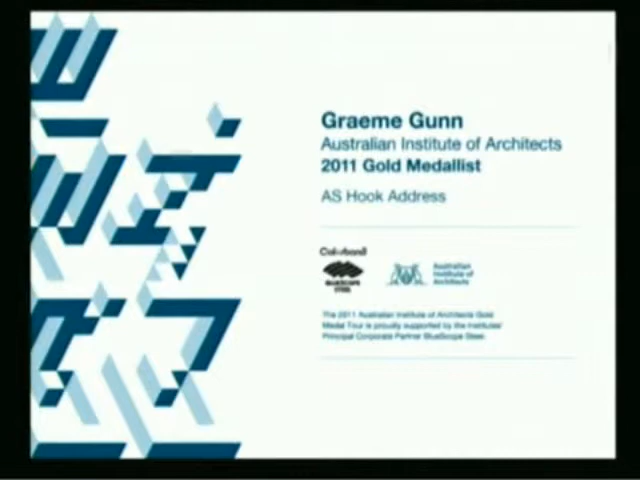 Graeme Gunn
Australian Institute of Architects
2011 Gold Medallist
AS Hook Address
Colorbond
BLUESCOPE
STEEL
Australian
Institute of
Architects
The 2011 Australian Institute of Architects Gold
Medal Tour is proudly supported by the Institutes'
Principal Corporate Partner BlueScope Steel.